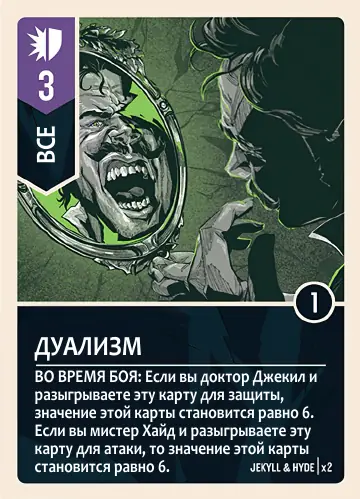 3
ВСЕ
1
ДУАЛИЗМ
ВО ВРЕМЯ БОЯ: Если вы доктор Джекил и
разыгрываете эту карту для защиты,
значение этой карты становится равно 6.
Если вы мистер Хайд и разыгрываете эту
карту для атаки, то значение этой карты
становится равно 6.
JEKYLL & HYDE | x2